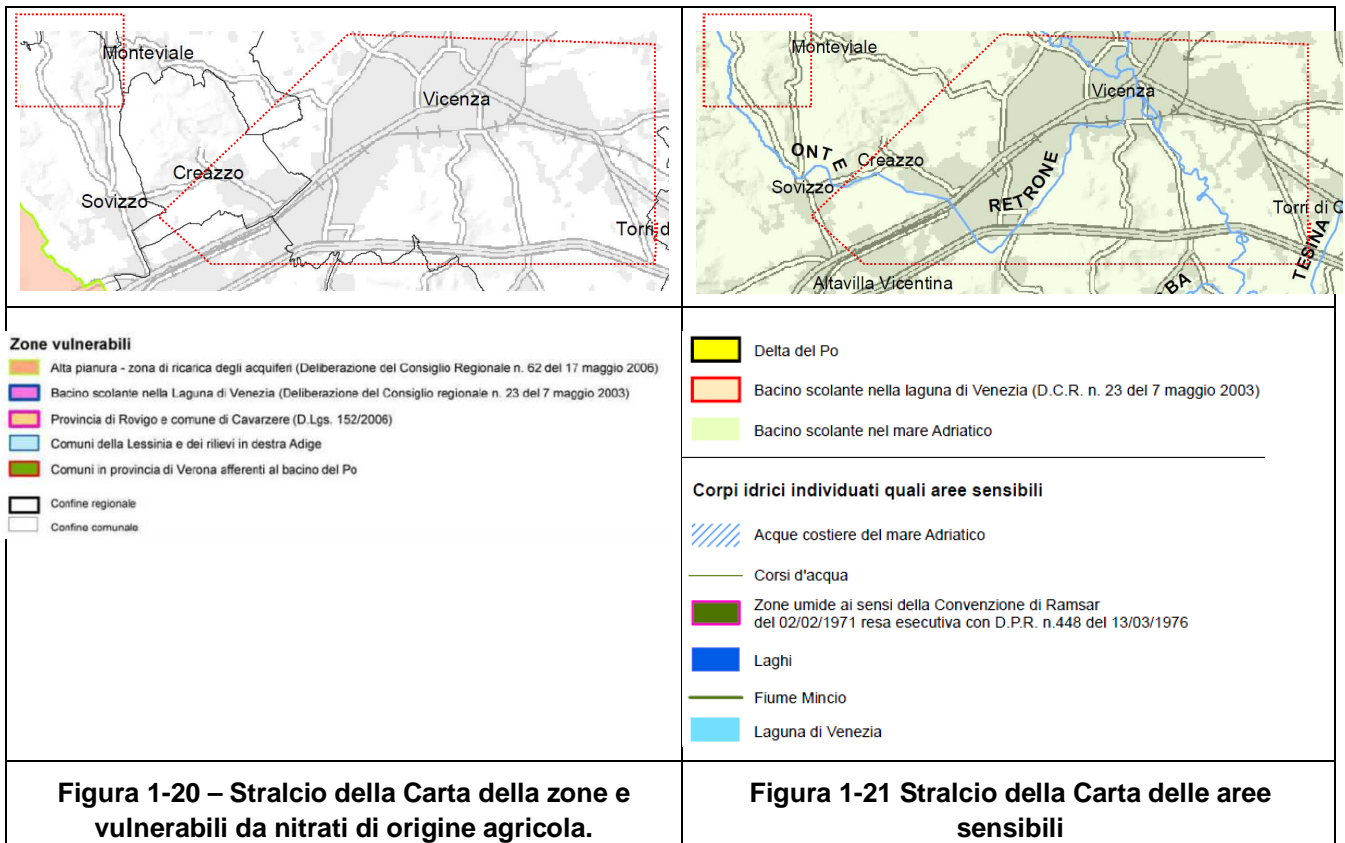 Monteviale
Vicenza
Creazzo
Sovizzo
Monteviale
Vicenza
ONTE
Creazzo
Sovizzo
RETRONE
TESINA
Altavilla Vicentina
Zone vulnerabili
Alta pianura - zona di ricarica degli acquiferi (Deliberazione del Consiglio Regionale n. 62 del 17 maggio 2006)
Bacino scolante nella Laguna di Venezia (Deliberazione del Consiglio regionale n. 23 del 7 maggio 2003)
Provincia di Rovigo e comune di Cavarzere (D.Lgs. 152/2006)
Comuni della Lessinia e dei rilievi in destra Adige
Comuni in provincia di Verona afferenti al bacino del Po
Confine regionale
Confine comunale
Delta del Po
Bacino scolante nella laguna di Venezia (D.C.R. n. 23 del 7 maggio 2003)
Bacino scolante nel mare Adriatico
Corpi idrici individuati quali aree sensibili
Acque costiere del mare Adriatico
Corsi d'acqua
Zone umide ai sensi della Convenzione di Ramsar
del 02/02/1971 resa esecutiva con D.P.R. n.448 del 13/03/1976
Laghi
Fiume Mincio
Laguna di Venezia
Figura 1-20 – Stralcio della Carta della zone e
vulnerabili da nitrati di origine agricola.
Figura 1-21 Stralcio della Carta delle aree
sensibili